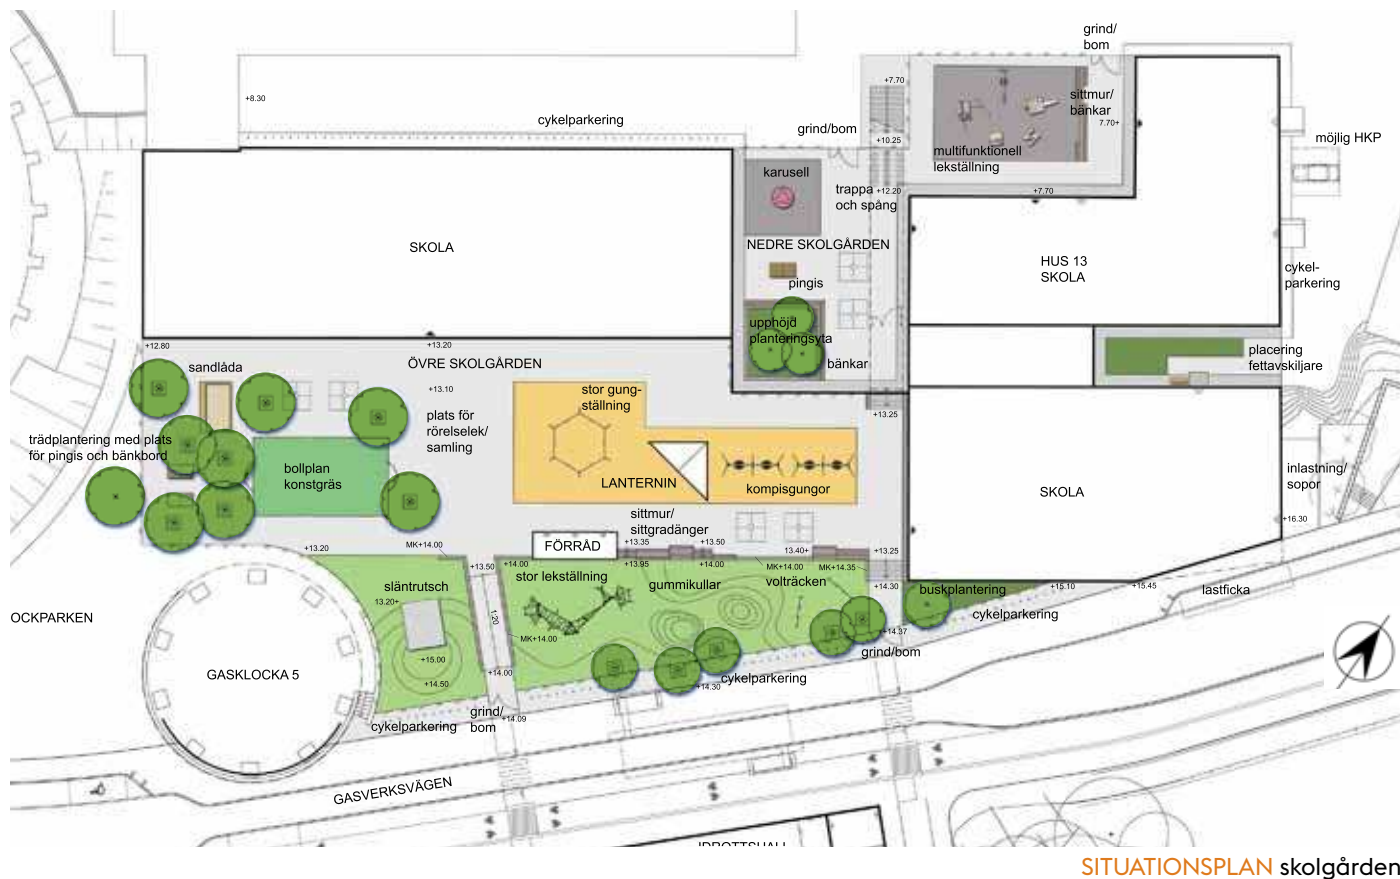 grind/
bom
+7.70
+8.30
sittmur/
bänkar
cykelparkering
grind/bom
7.70+
+10.25
möjlig HKP
multifunktionell
lekställning
karusell
trappa
och spång
+12.20
+7.70
SKOLA
NEDRE SKOLGÅRDEN
HUS 13
SKOLA
cykel-
parkering
pingis
upphöjd
planteringsyta
+12.80
+13.20
placering
fettavskiljare
ÖVRE SKOLGÅRDEN
bänkar
sandlåda
+13.10
stor gung-
ställning
plats för
rörelselek/
samling
+13.25
trädplantering med plats
för pingis och bänkbord
bollplan
konstgräs
LANTERNIN
kompisgungor
SKOLA
inlastning/
sopor
sittmur/
sittgradänger
+16.30
+13.20
MK+14.00
FÖRRÅD
+13.35
+13.50
13.40+
+13.25
+13.50
+14.00
+13.95
+14.00
MK+14.00
MK+14.35
stor lekställning
gummikullar
volträcken
släntrutsch
+14.30
buskplantering
+15.10
+15.45
lastficka
13.20+
1:20
cykelparkering
OCKPARKEN
MK+14.00
+14.37
grind/bom
+15.00
GASKLOCKA 5
+14.00
+14.50
+14.30
cykelparkering
grind/
bom
+14.09
cykelparkering
GASVERKSVÄGEN
IDROTTSHALL
SITUATIONSPLAN skolgården